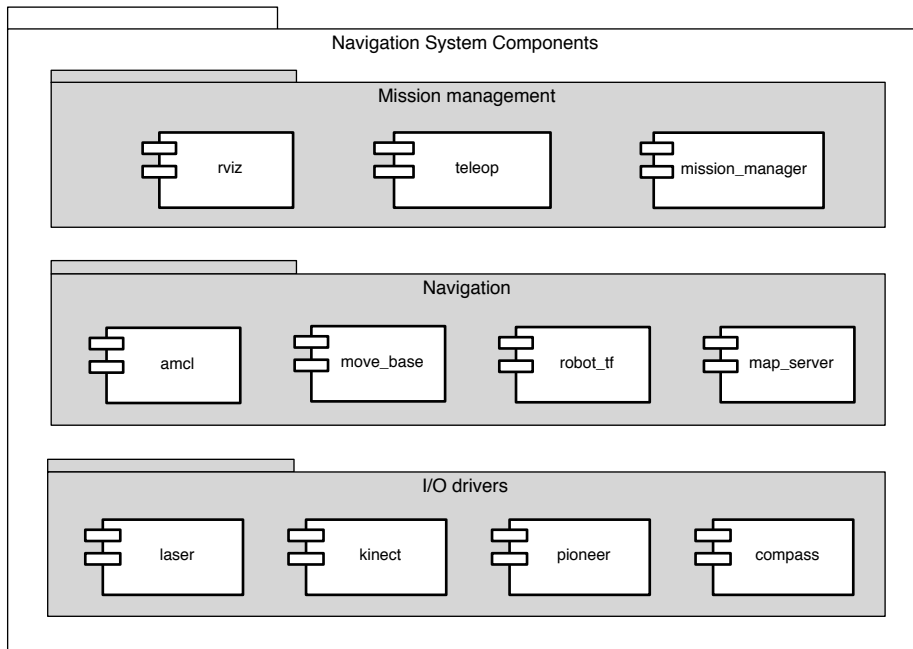 Navigation System Components
Mission management
rviz
teleop
mission_manager
Navigation
amcl
move_base
robot_tf
map_server
I/O drivers
laser
kinect
pioneer
compass